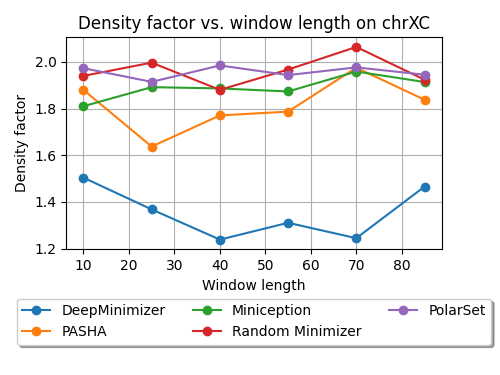 Density factor vs. window length on chrXC
Density factor
2.0
1.8
1.6
1.4
1.2
10 20 30 40 50 60 70 80
Window length
DeepMinimizer Miniception PolarSet
PASHA Random Minimizer